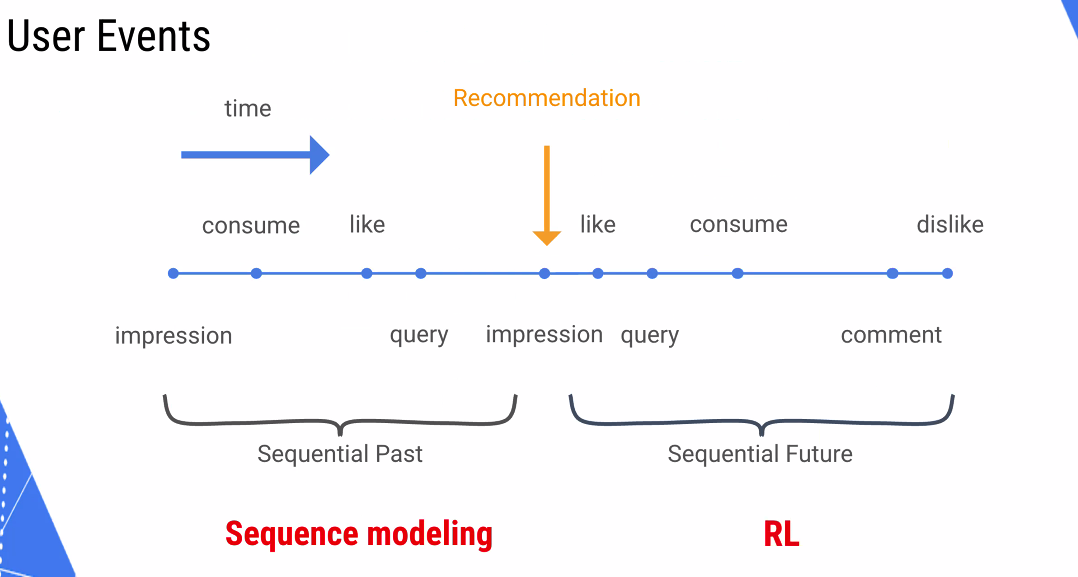 User Events
time
Recommendation
consume like like consume dislike
impression query impression query comment
Sequential Past Sequential Future
Sequence modeling RL